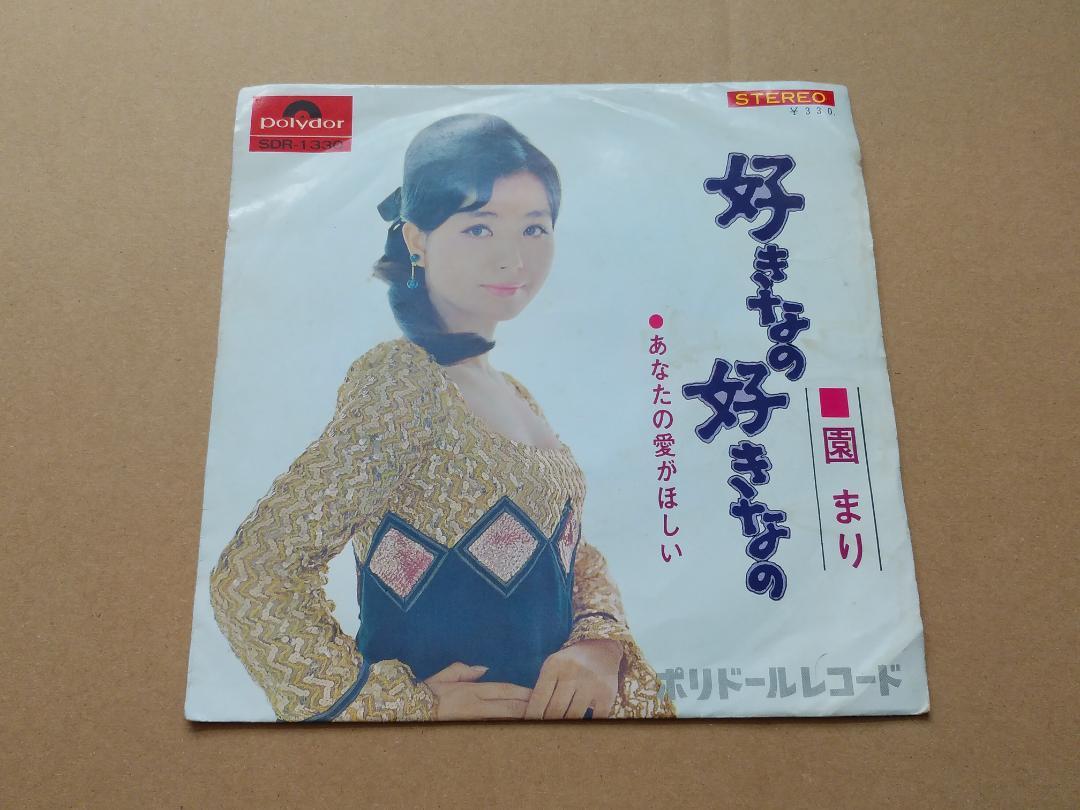 polydor
SDR-1330
STEREO
¥330.
好きなの
好きなの
■園まり
●あなたの愛がほしい
ポリドールレコード